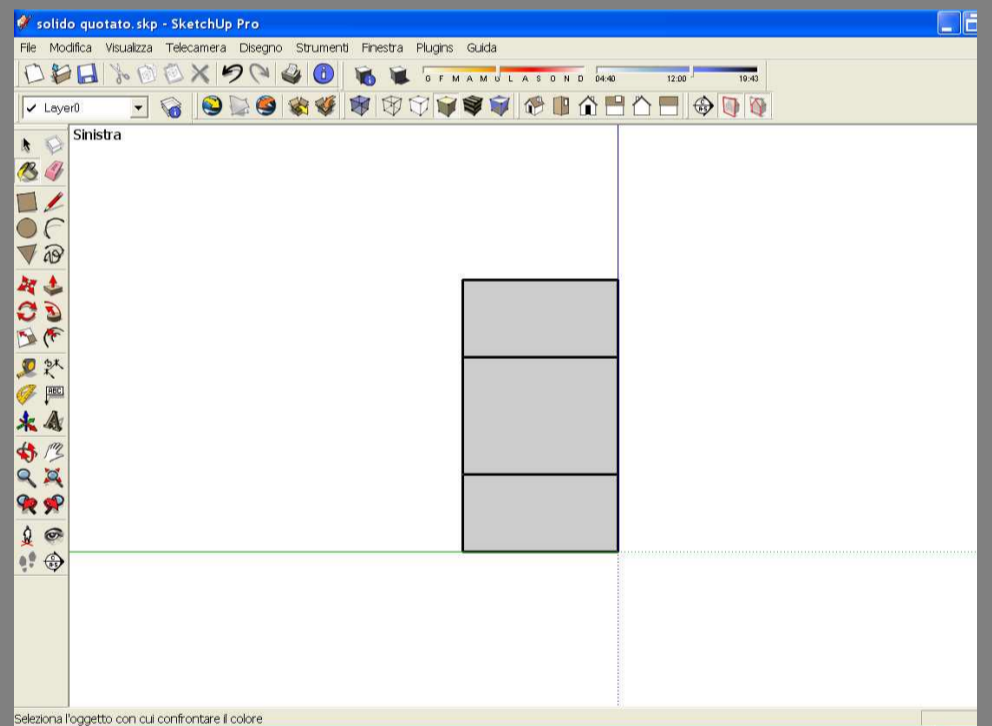 solido quotato.skp - SketchUp Pro
File Modifica Visualizza Telecamera Disegno Strumenti Finestra Plugins Guida
G F M A M U L A S O N D 04:40 12:00 19:43
Layer0
Sinistra
ABC
Seleziona l'oggetto con cui confrontare il colore